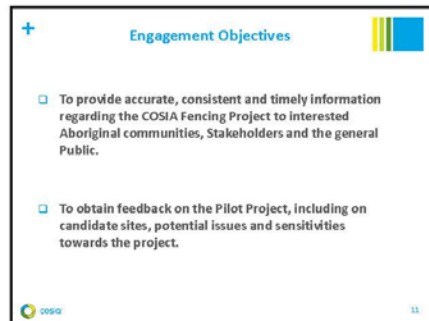 +
Engagement Objectives
To provide accurate, consistent and timely information
regarding the COSIA Fencing Project to interested
Aboriginal communities, Stakeholders and the general
Public.
To obtain feedback on the Pilot Project, including on
candidate sites, potential issues and sensitivities
towards the project.
cosia
11